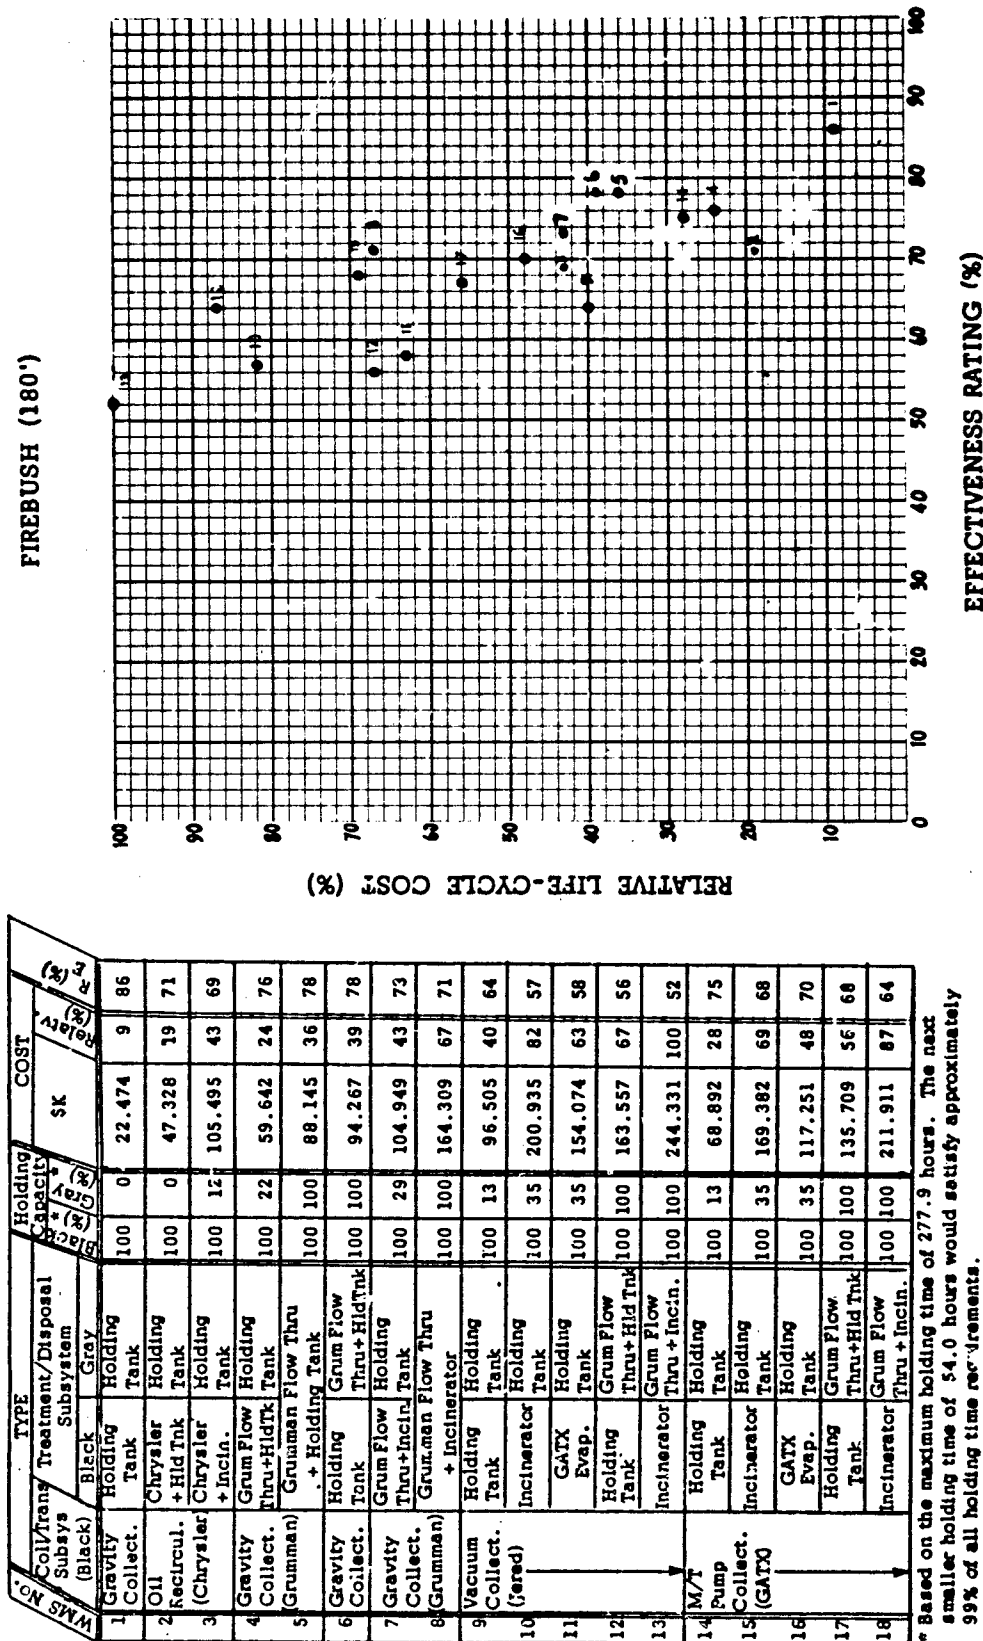 FIREBUSH (180')
WMS NO.
TYPE
Coll/Trans Subsys (Black)
Treatment/Disposal Subsystem
Black
Gray
Holding Capacity
Black (%) *
Gray (%) *
COST
$K
Relatv. (%)
R E (%)
1 Gravity Collect. Holding Tank Holding Tank 100 0 22.474 9 86
2 Oil Recircul. (Chrysler) Chrysler + Hld Tnk Holding Tank 100 0 47.328 19 71
3 Chrysler + Incin. Holding Tank 100 12 105.495 43 69
4 Gravity Collect. (Grumman) Grum Flow Thru+HldTk Holding Tank 100 22 59.642 24 76
5 Grumman Flow Thru + Holding Tank 100 100 88.145 36 78
6 Gravity Collect. Holding Tank Grum Flow Thru+HldTnk 100 100 94.267 39 78
7 Gravity Collect. (Grumman) Grum Flow Thru+Incin. Holding Tank 100 29 104.949 43 73
8 Grumman Flow Thru + Incinerator 100 100 164.309 67 71
9 Vacuum Collect. (Jered) Holding Tank Holding Tank 100 13 96.505 40 64
10 Incinerator Holding Tank 100 35 200.935 82 57
11 GATX Evap. Holding Tank 100 35 154.074 63 58
12 Holding Tank Grum Flow Thru+Hld Tnk 100 100 163.557 67 56
13 Incinerator Grum Flow Thru+Incin. 100 100 244.331 100 52
14 M/T Pump Collect. (GATX) Holding Tank Holding Tank 100 13 68.892 28 75
15 Incinerator Holding Tank 100 35 169.382 69 68
16 GATX Evap. Holding Tank 100 35 117.251 48 70
17 Holding Tank Grum Flow Thru+Hld Tnk 100 100 135.709 56 68
18 Incinerator Grum Flow Thru+Incin. 100 100 211.911 87 64
* Based on the maximum holding time of 277.9 hours. The next
smaller holding time of 54.0 hours would satisfy approximately
99% of all holding time requirements.
RELATIVE LIFE-CYCLE COST (%)
100
90
80
70
60
50
40
30
20
10
0 10 20 30 40 50 60 70 80 90 100
EFFECTIVENESS RATING (%)
13
10
12
11
17
16
7
6
5
14
4
1